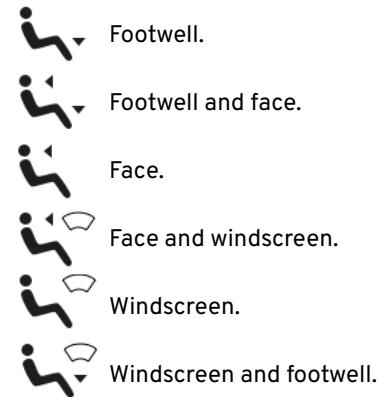 Footwell.
Footwell and face.
Face.
Face and windscreen.
Windscreen.
Windscreen and footwell.